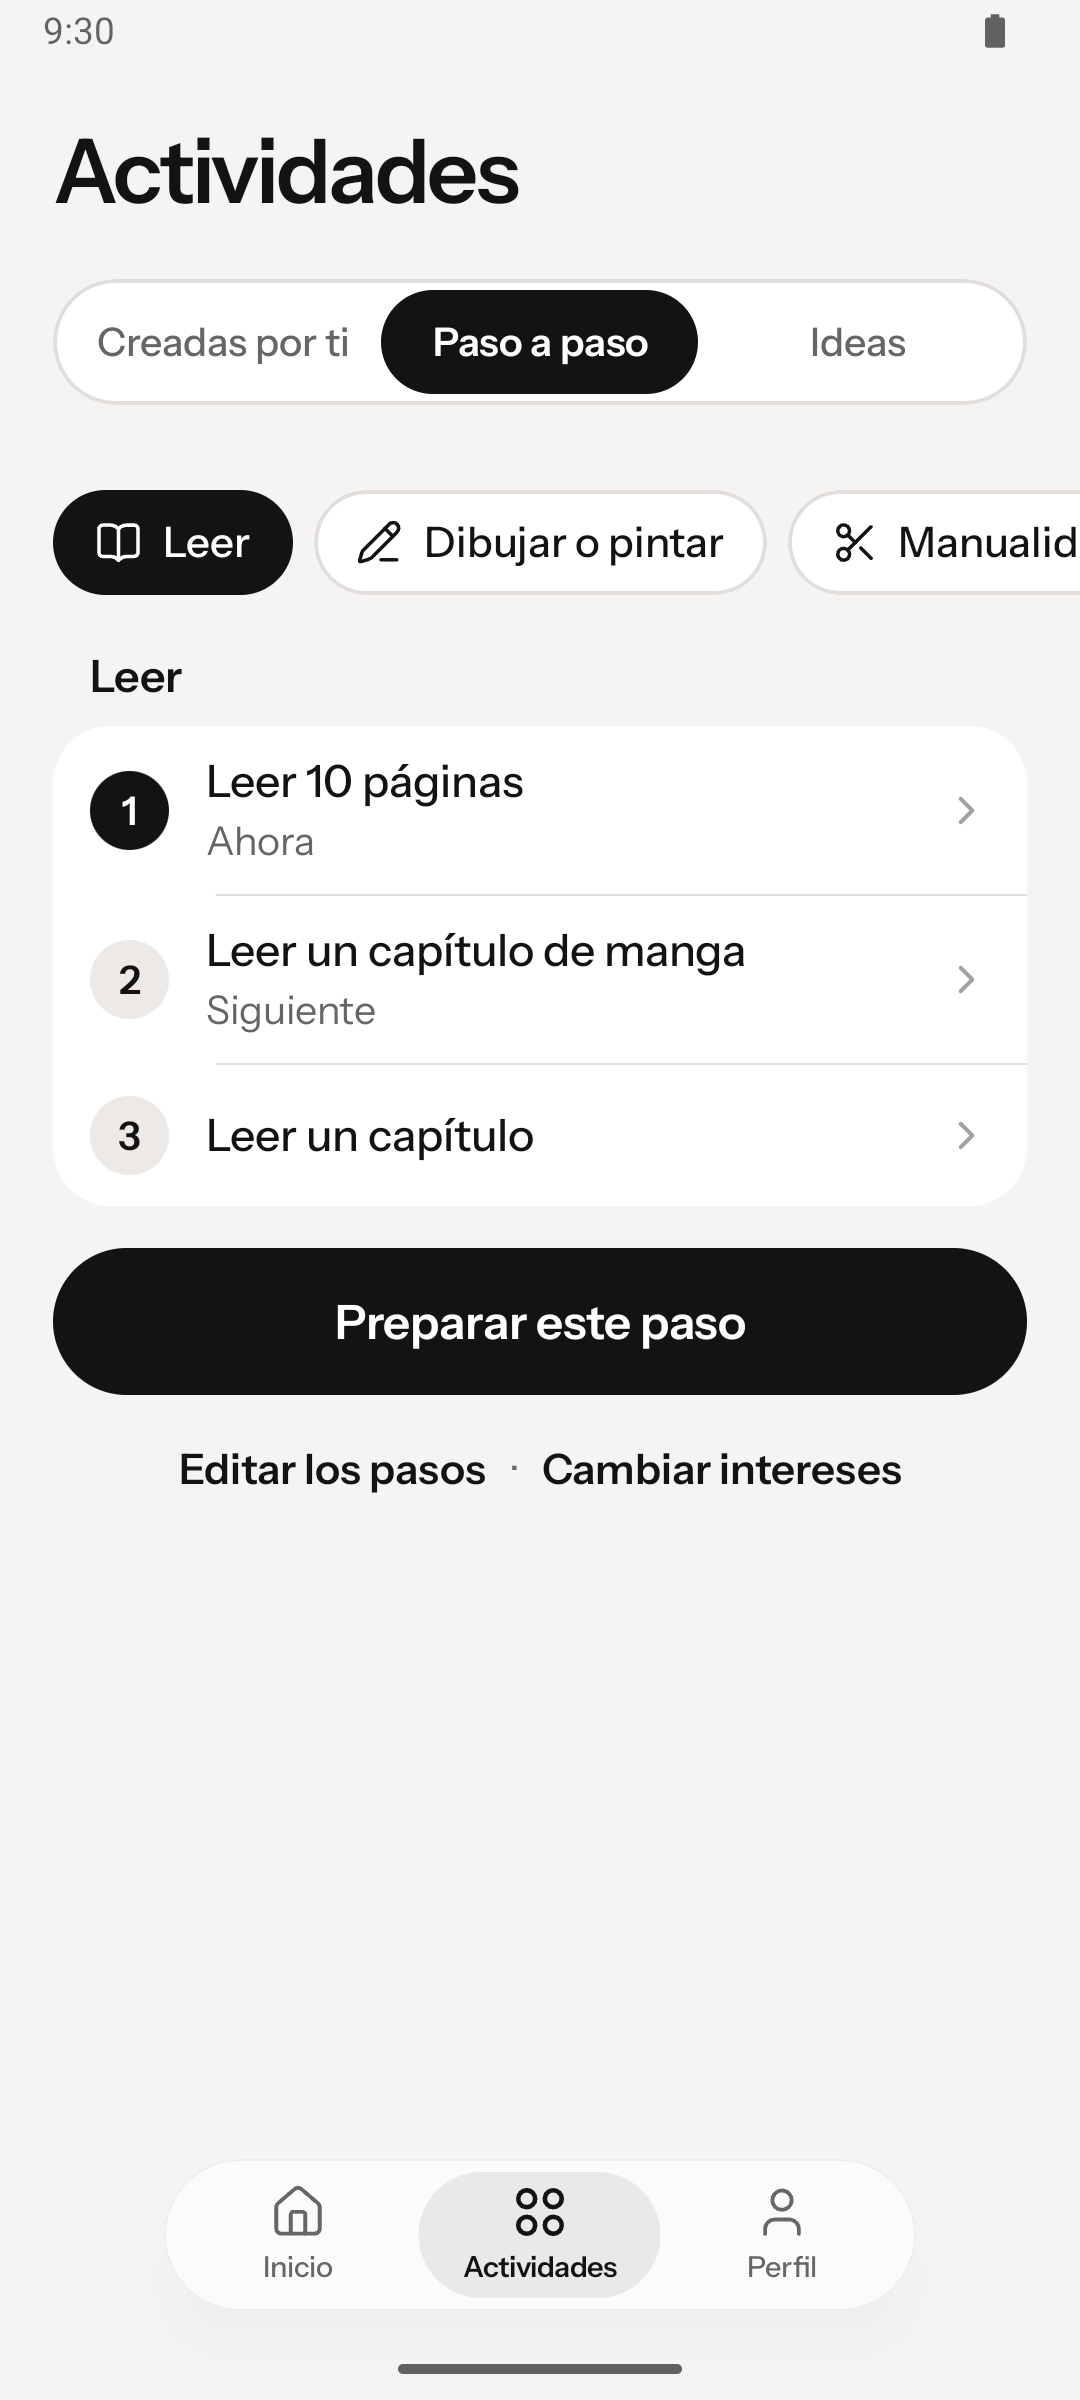 9:30
Actividades
Creadas por ti
Paso a paso
Ideas
Leer
Dibujar o pintar
Manualid
Leer
1
Leer 10 páginas
Ahora
2
Leer un capítulo de manga
Siguiente
3
Leer un capítulo
Preparar este paso
Editar los pasos · Cambiar intereses
Inicio
Actividades
Perfil